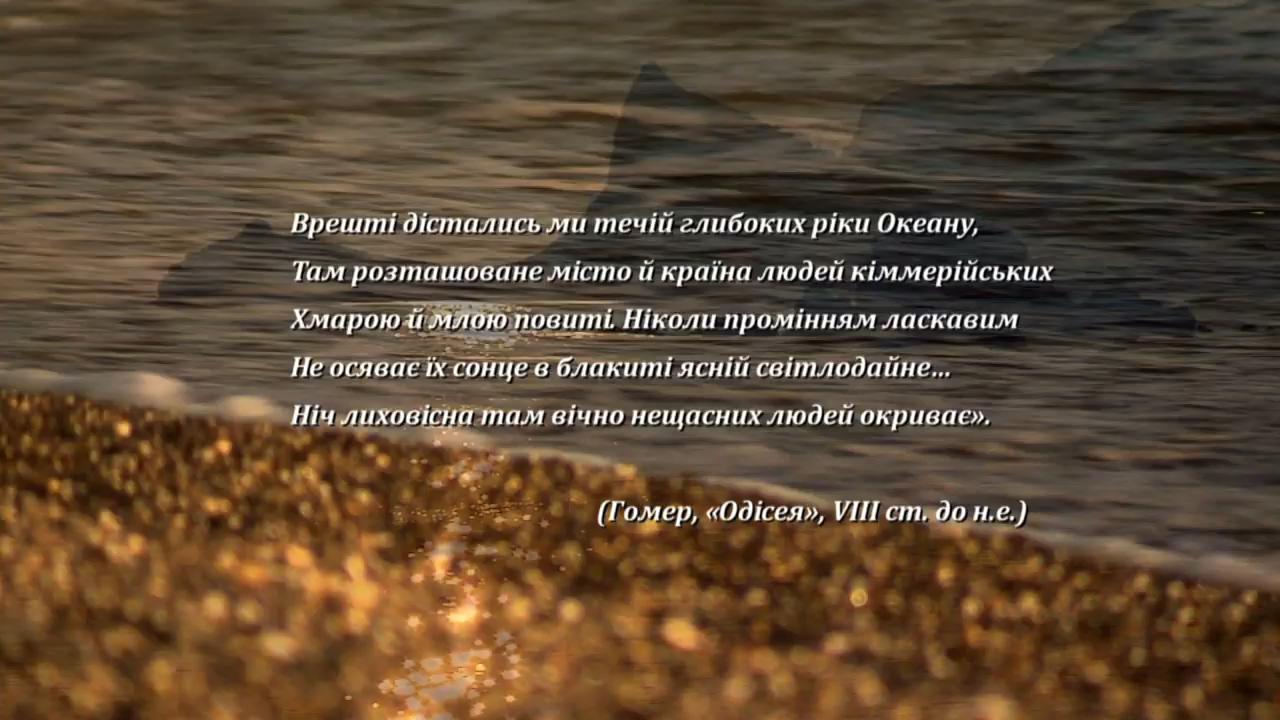 Врешті дістались ми течій глибоких ріки Океану,
Там розташоване місто й країна людей кіммерійських
Хмарою й млою повиті. Ніколи промінням ласкавим
Не осяває їх сонце в блакиті ясній світлодайне...
Ніч лиховісна там вічно нещасних людей окриває».
(Гомер, «Одісея», VIII ст. до н.е.)